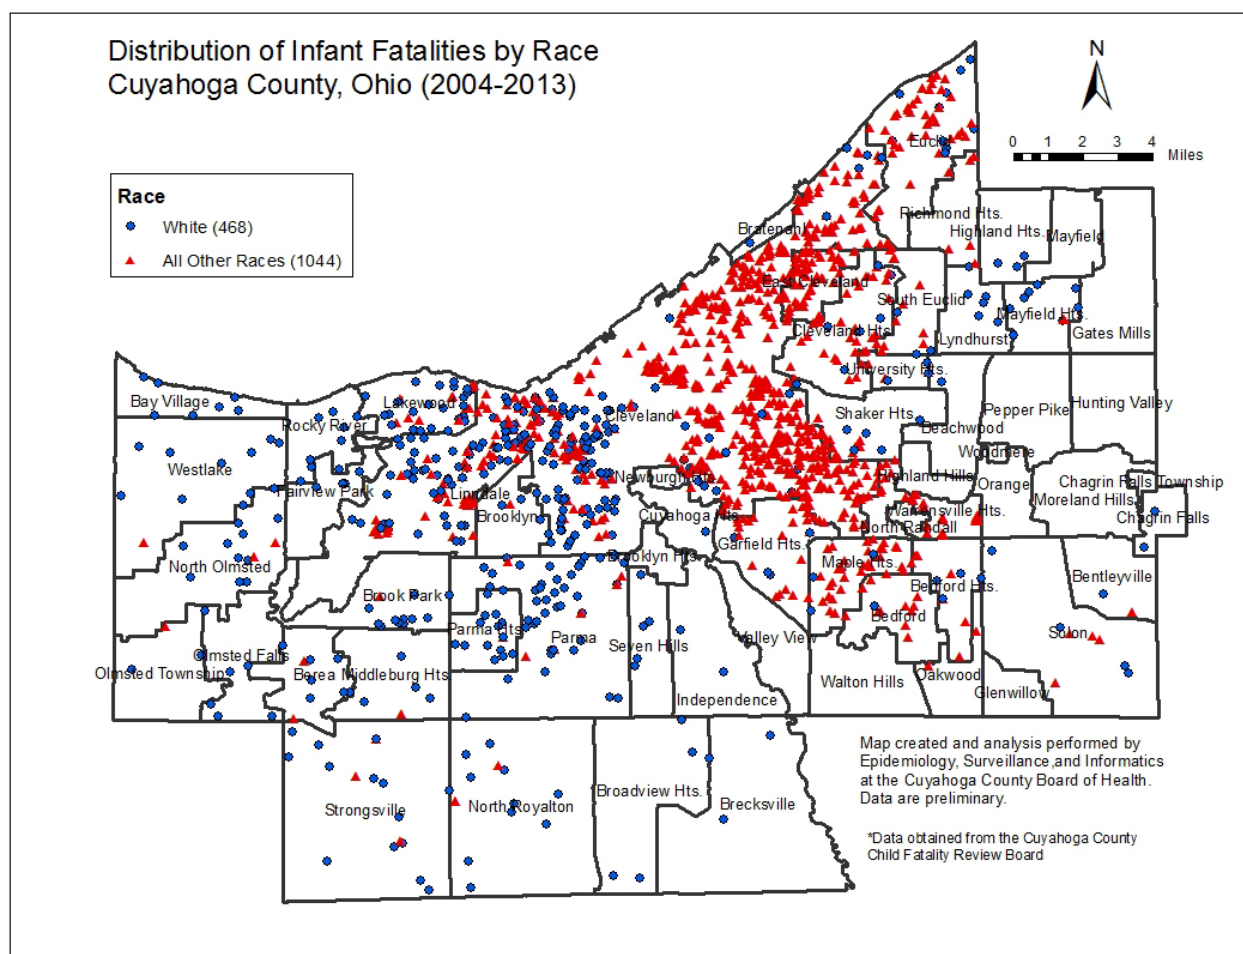 Distribution of Infant Fatalities by Race
Cuyahoga County, Ohio (2004-2013)
N
0 1 2 3 4
Miles
Race
White (468)
All Other Races (1044)
Euclid
Richmond Hts.
Bratenahl
Highland Hts.
Mayfield
East Cleveland
South Euclid
Mayfield Hts.
Cleveland Hts.
Lyndhurst
Gates Mills
University Hts.
Bay Village
Lakewood
Rocky River
Cleveland
Shaker Hts.
Pepper Pike
Hunting Valley
Beachwood
Woodmere
Westlake
Fairview Park
Linndale
Newburgh Hts.
Highland Hills
Orange
Chagrin Falls Township
Moreland Hills
Brooklyn
Cuyahoga Hts.
Warrensville Hts.
Chagrin Falls
North Randall
Garfield Hts.
Brooklyn Hts.
Maple Hts.
North Olmsted
Bentleyville
Brook Park
Bedford Hts.
Bedford
Parma Hts.
Parma
Seven Hills
Valley View
Solon
Olmsted Falls
Olmsted Township
Berea
Middleburg Hts.
Walton Hills
Oakwood
Glenwillow
Independence
Map created and analysis performed by
Epidemiology, Surveillance,and Informatics
at the Cuyahoga County Board of Health.
Data are preliminary.
Strongsville
North Royalton
Broadview Hts.
Brecksville
*Data obtained from the Cuyahoga County
Child Fatality Review Board